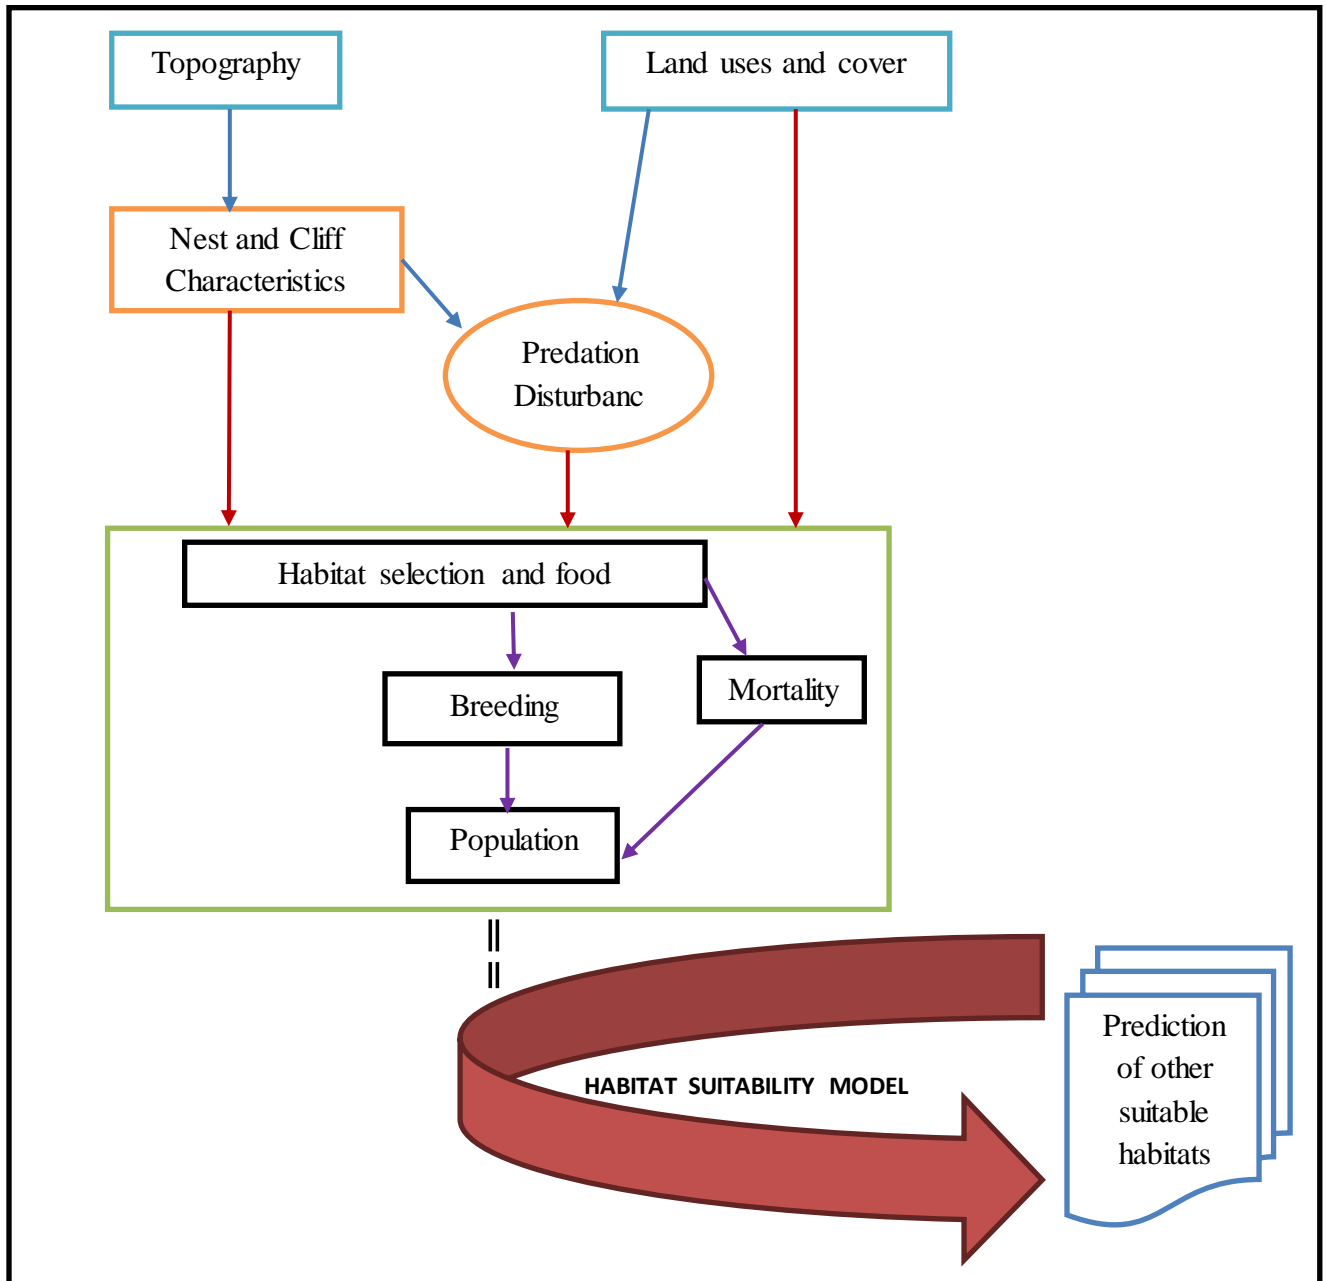 Topography
Land uses and cover
Nest and Cliff
Characteristics
Predation
Disturbanc
Habitat selection and food
Mortality
Breeding
Population
HABITAT SUITABILITY MODEL
Prediction
of other
suitable
habitats